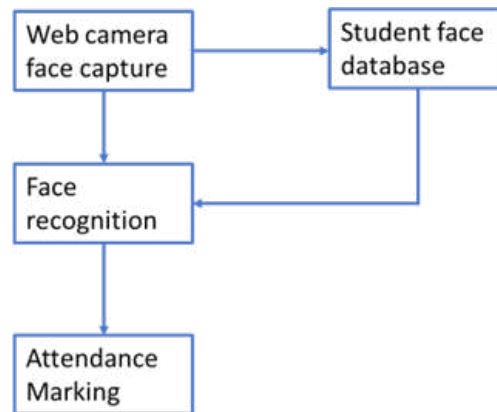 Web camera
face capture
Student face
database
Face
recognition
Attendance
Marking